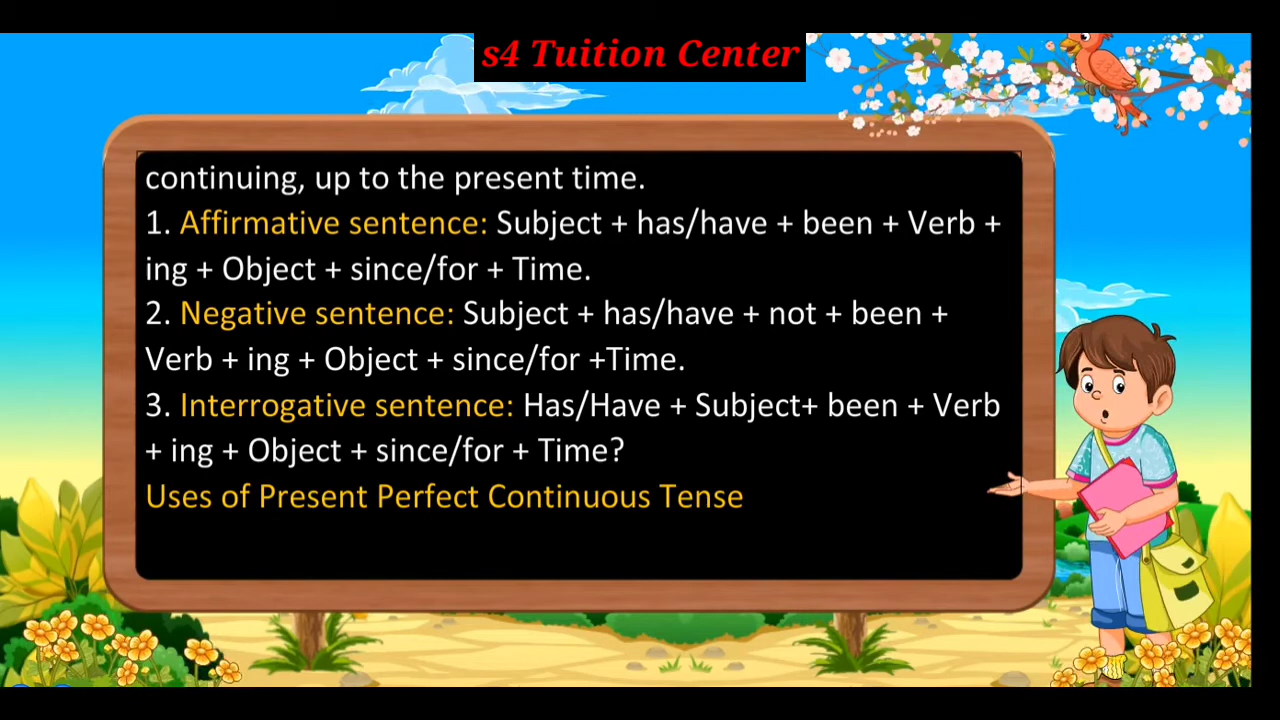 s4 Tuition Center
continuing, up to the present time.
1. Affirmative sentence: Subject + has/have + been + Verb +
ing + Object + since/for + Time.
2. Negative sentence: Subject + has/have + not + been +
Verb + ing + Object + since/for +Time.
3. Interrogative sentence: Has/Have + Subject+ been + Verb
+ ing + Object + since/for + Time?
Uses of Present Perfect Continuous Tense